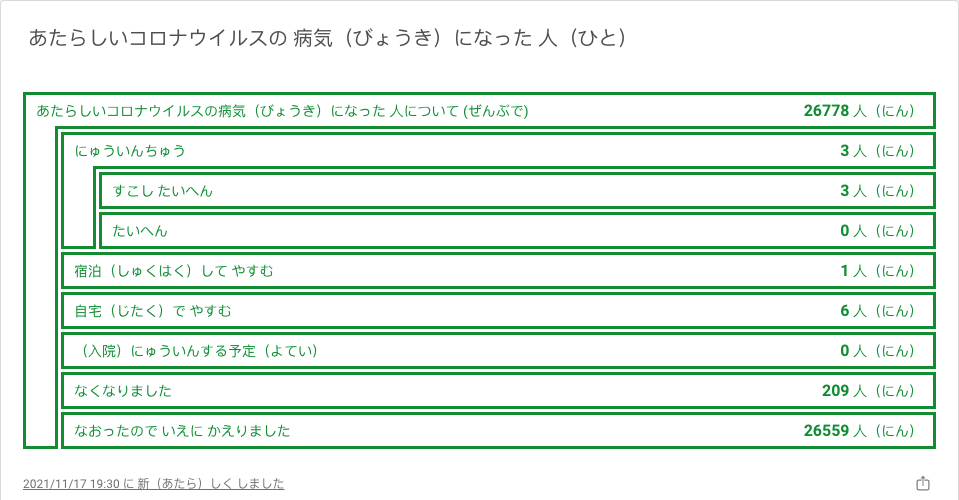 あたらしいコロナウイルスの 病気（びょうき）になった 人（ひと）
あたらしいコロナウイルスの病気（びょうき）になった 人について (ぜんぶで) 26778 人（にん）
にゅういんちゅう 3 人（にん）
すこし たいへん 3 人（にん）
たいへん 0 人（にん）
宿泊（しゅくはく）して やすむ 1 人（にん）
自宅（じたく）で やすむ 6 人（にん）
（入院）にゅういんする予定（よてい） 0 人（にん）
なくなりました 209 人（にん）
なおったので いえに かえりました 26559 人（にん）
2021/11/17 19:30 に 新（あたら）しく しました